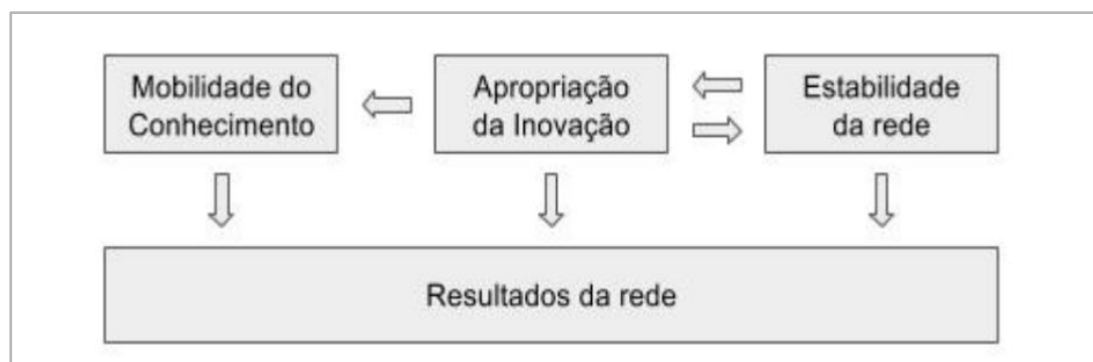 Mobilidade do
Conhecimento
Apropriação
da Inovação
Estabilidade
da rede
Resultados da rede